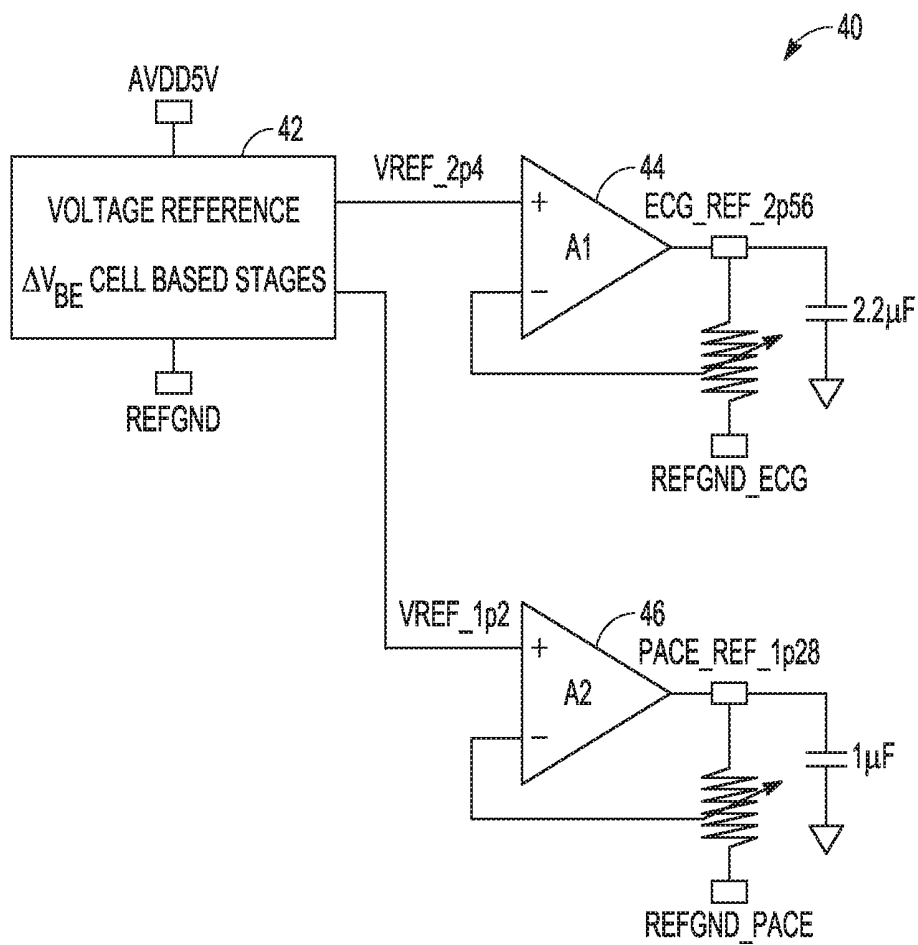 40
AVDD5V
42
VOLTAGE REFERENCE
ΔVBE CELL BASED STAGES
REFGND
VREF_2p4
44
+
A1
−
ECG_REF_2p56
2.2μF
REFGND_ECG
VREF_1p2
46
+
A2
−
PACE_REF_1p28
1μF
REFGND_PACE